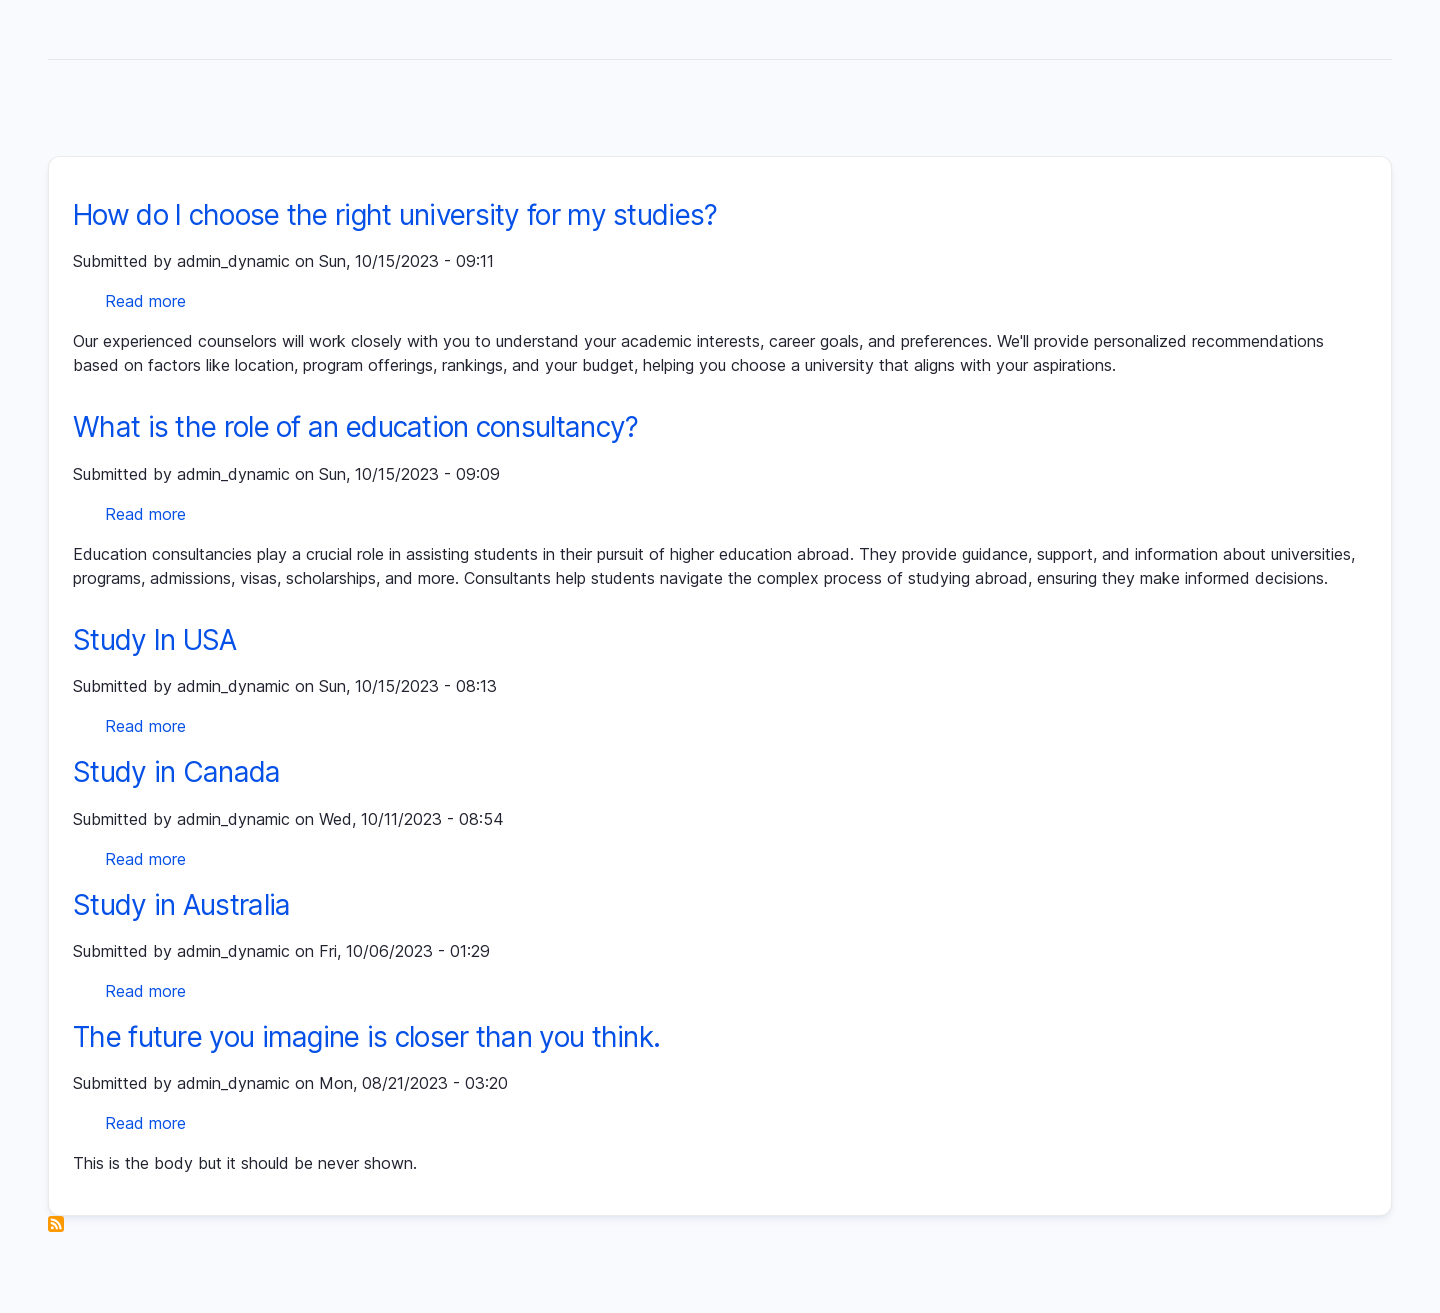 How do I choose the right university for my studies?
Submitted by admin_dynamic on Sun, 10/15/2023 - 09:11
Read more
Our experienced counselors will work closely with you to understand your academic interests, career goals, and preferences. We'll provide personalized recommendations
based on factors like location, program offerings, rankings, and your budget, helping you choose a university that aligns with your aspirations.
What is the role of an education consultancy?
Submitted by admin_dynamic on Sun, 10/15/2023 - 09:09
Read more
Education consultancies play a crucial role in assisting students in their pursuit of higher education abroad. They provide guidance, support, and information about universities,
programs, admissions, visas, scholarships, and more. Consultants help students navigate the complex process of studying abroad, ensuring they make informed decisions.
Study In USA
Submitted by admin_dynamic on Sun, 10/15/2023 - 08:13
Read more
Study in Canada
Submitted by admin_dynamic on Wed, 10/11/2023 - 08:54
Read more
Study in Australia
Submitted by admin_dynamic on Fri, 10/06/2023 - 01:29
Read more
The future you imagine is closer than you think.
Submitted by admin_dynamic on Mon, 08/21/2023 - 03:20
Read more
This is the body but it should be never shown.